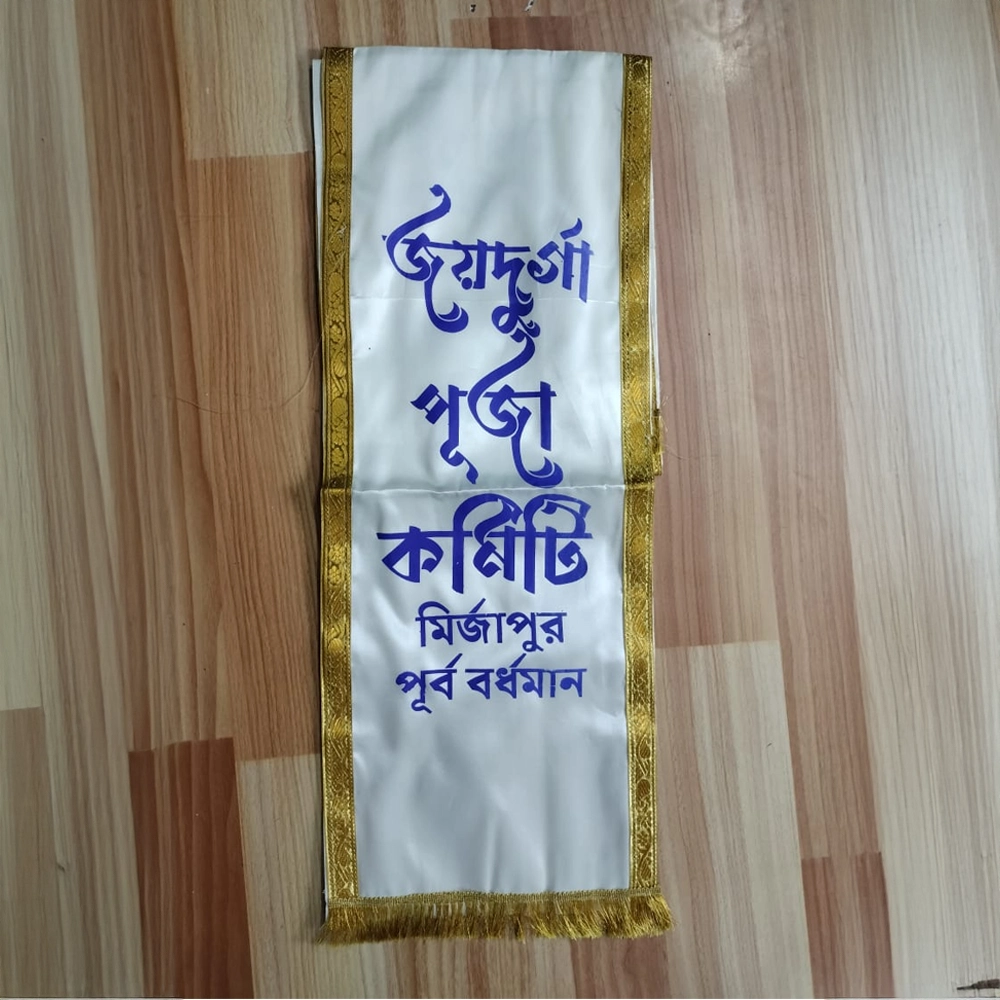 জয়দুর্গা
পূজা
কমিটি
মির্জাপুর
পূর্ব বর্ধমান